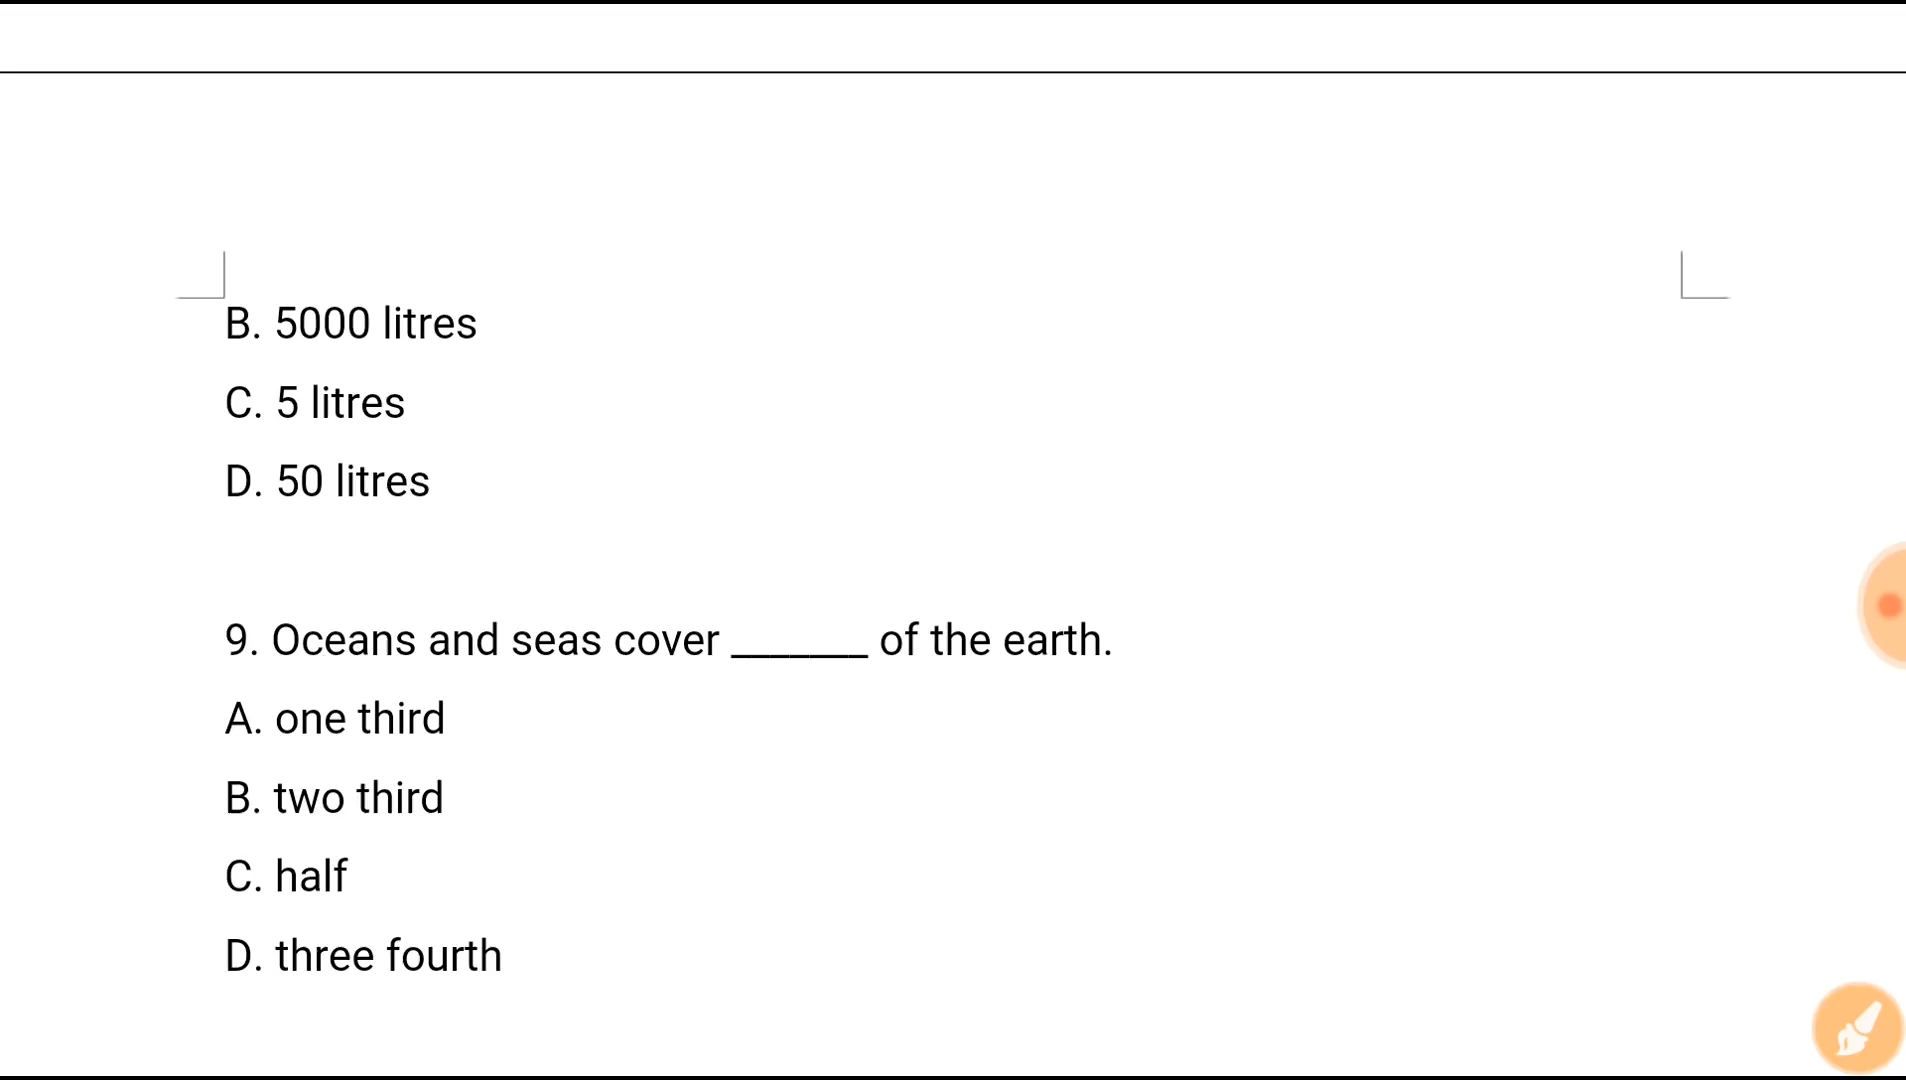 B. 5000 litres
C. 5 litres
D. 50 litres
9. Oceans and seas cover _______ of the earth.
A. one third
B. two third
C. half
D. three fourth